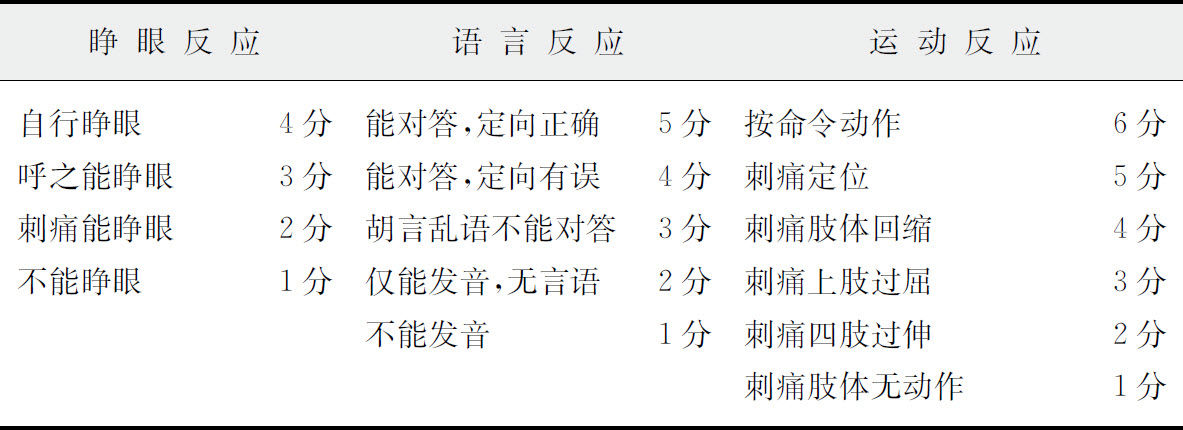 睁眼反应 语言反应 运动反应
自行睁眼 4分 能对答,定向正确 5分 按命令动作 6分
呼之能睁眼 3分 能对答,定向有误 4分 刺痛定位 5分
刺痛能睁眼 2分 胡言乱语不能对答 3分 刺痛肢体回缩 4分
不能睁眼 1分 仅能发音,无言语 2分 刺痛上肢过屈 3分
不能发音 1分 刺痛四肢过伸 2分
刺痛肢体无动作 1分